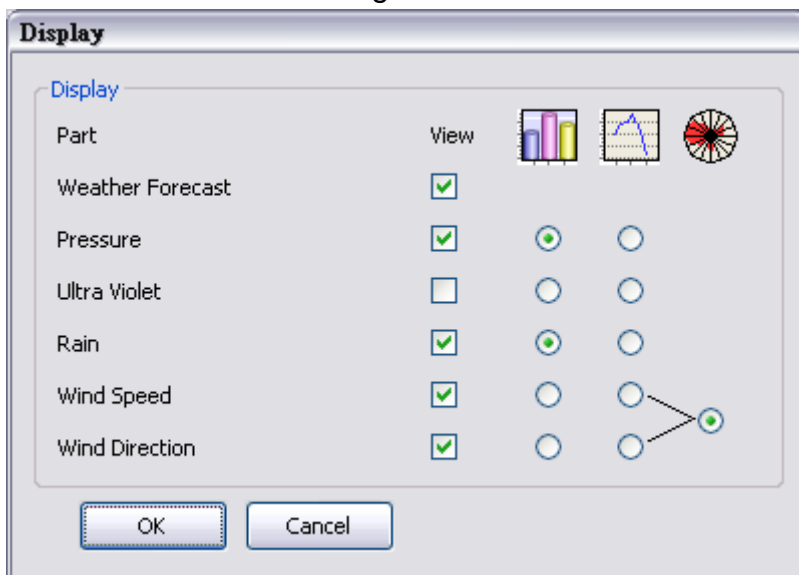 Display
Display
Part View
Weather Forecast
Pressure
Ultra Violet
Rain
Wind Speed
Wind Direction
OK Cancel